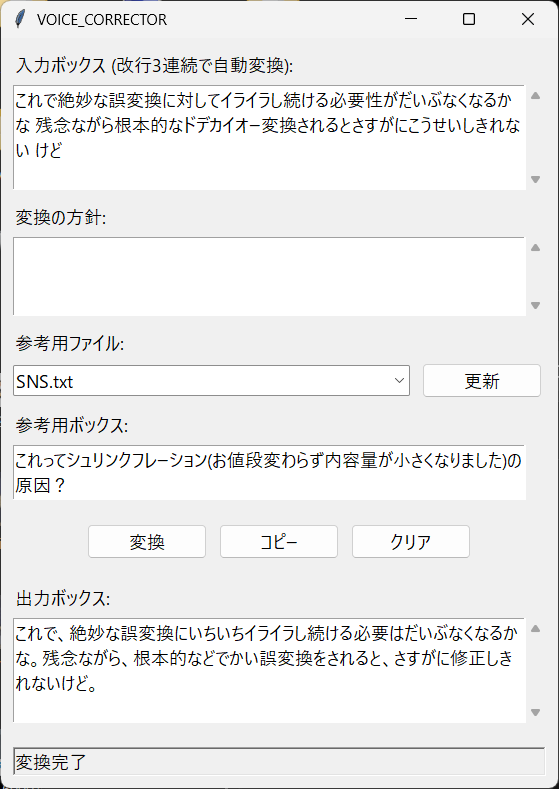 VOICE_CORRECTOR
入力ボックス (改行3連続で自動変換):
これで絶妙な誤変換に対してイライラし続ける必要性がだいぶなくなるか
な 残念ながら根本的なドデカイオー変換されるとさすがにこうせいしきれな
い けど
変換の方針:
参考用ファイル:
SNS.txt
更新
参考用ボックス:
これってシュリンクフレーション(お値段変わらず内容量が小さくなりました)の
原因？
変換
コピー
クリア
出力ボックス:
これで、絶妙な誤変換にいちいちイライラし続ける必要はだいぶなくなるか
な。残念ながら、根本的などでかい誤変換をされると、さすがに修正しき
れないけど。
変換完了